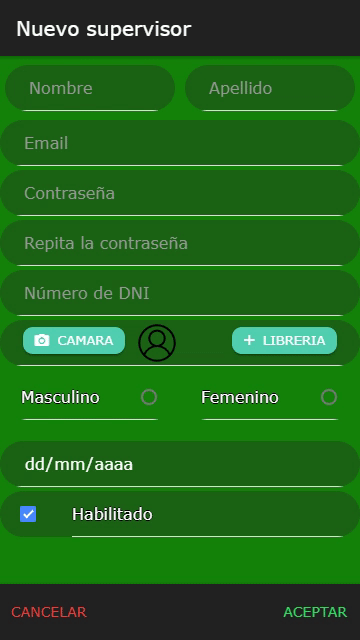 Nuevo supervisor
Nombre Apellido
Email
Contraseña
Repita la contraseña
Número de DNI
CAMARA + LIBRERIA
Masculino Femenino
dd/mm/aaaa
Habilitado
CANCELAR ACEPTAR